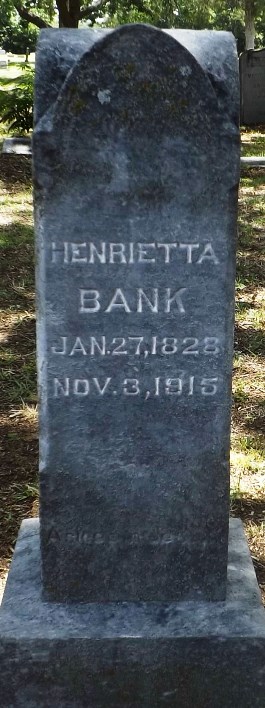 HENRIETTA
BANK
JAN. 27, 1828
NOV. 3, 1915